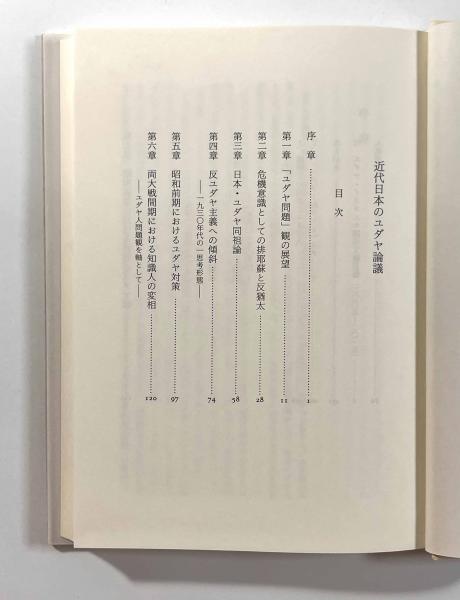 近代日本のユダヤ論議
目次
序章 1
第一章 「ユダヤ問題」観の展望 11
第二章 危機意識としての排耶蘇と反猶太 28
第三章 日本・ユダヤ同祖論 58
第四章 反ユダヤ主義への傾斜 74
――一九三〇年代の一思考形態――
第五章 昭和前期におけるユダヤ対策 97
第六章 両大戦間期における知識人の変相 120
――ユダヤ人問題観を軸として――